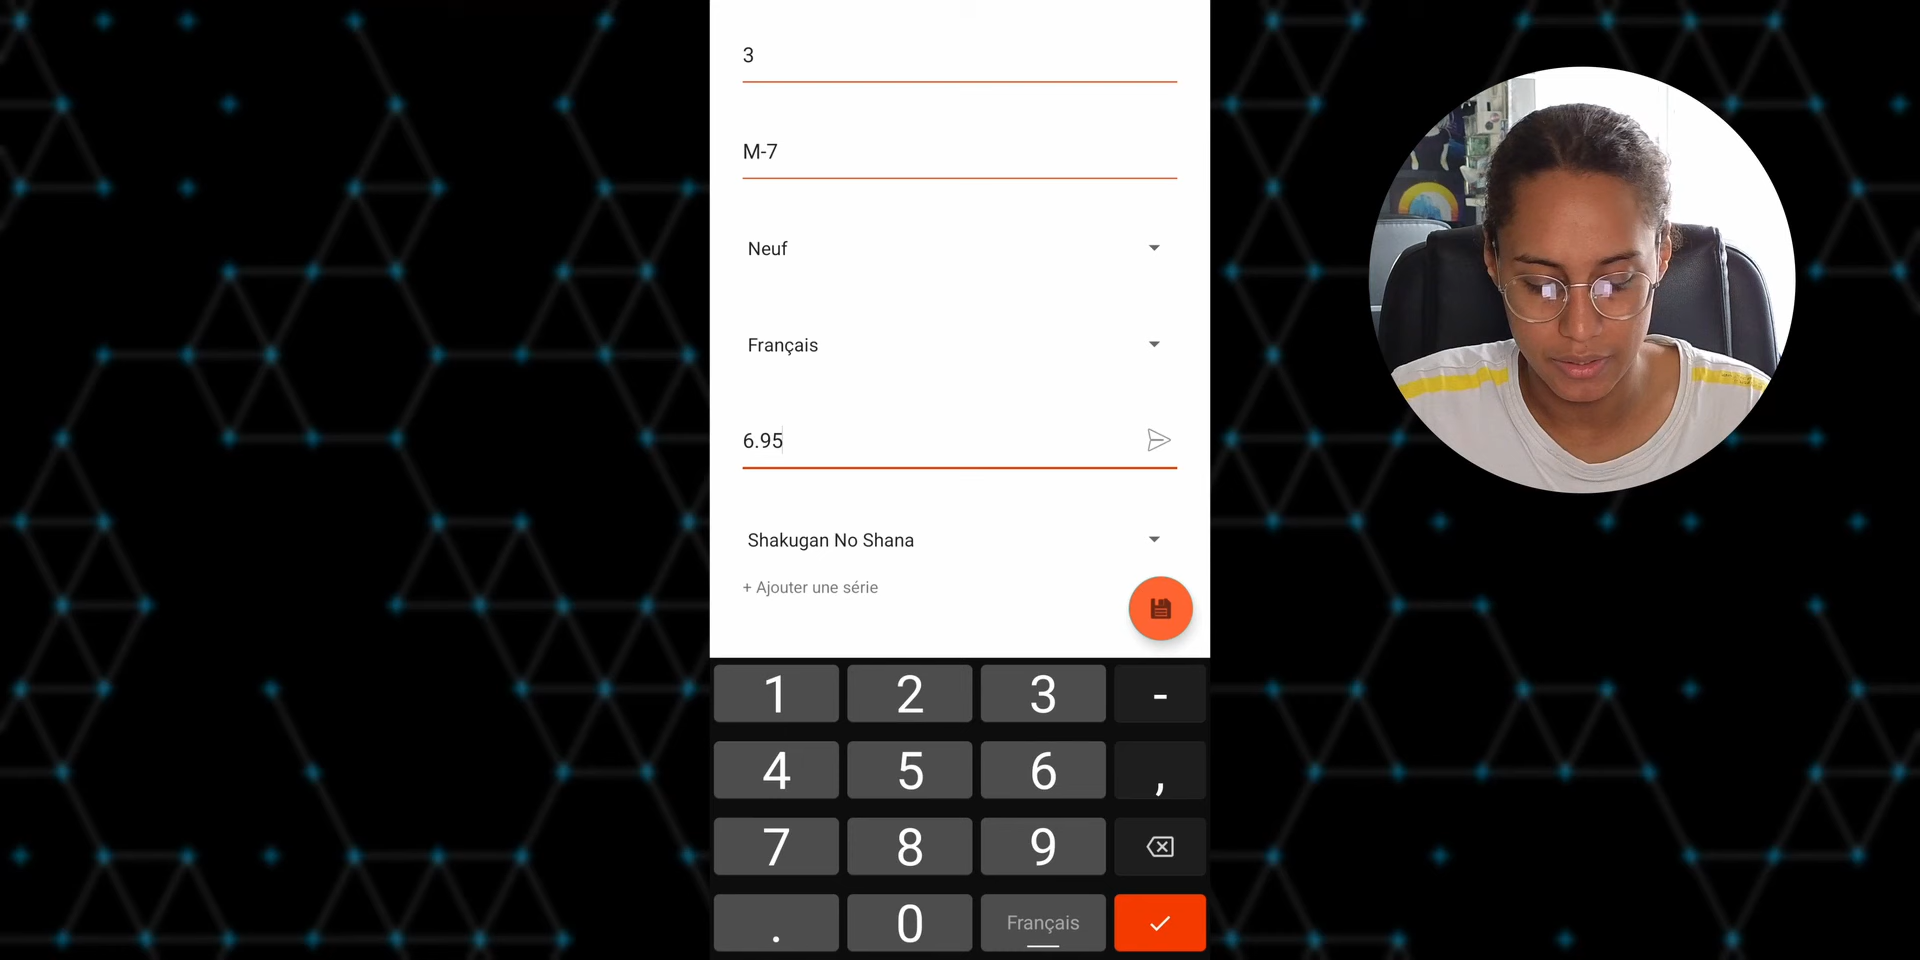 3
M-7
Neuf
Français
6.95
Shakugan No Shana
+ Ajouter une série
1 2 3 -
4 5 6 ,
7 8 9
. 0 Français